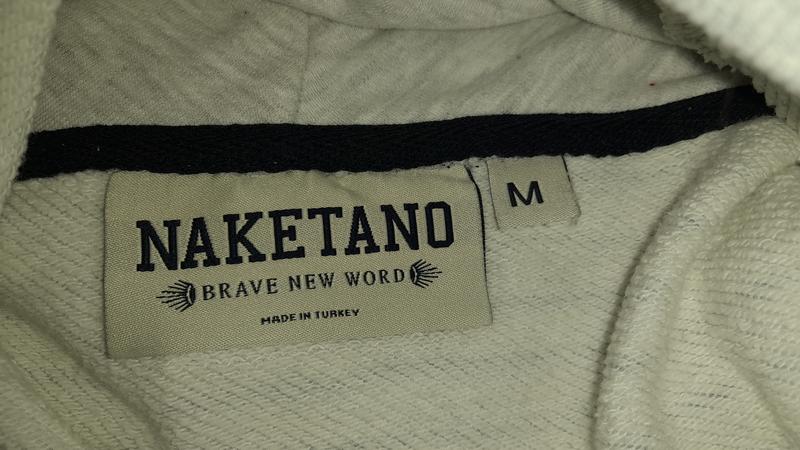 NAKETANO
BRAVE NEW WORD
MADE IN TURKEY
M